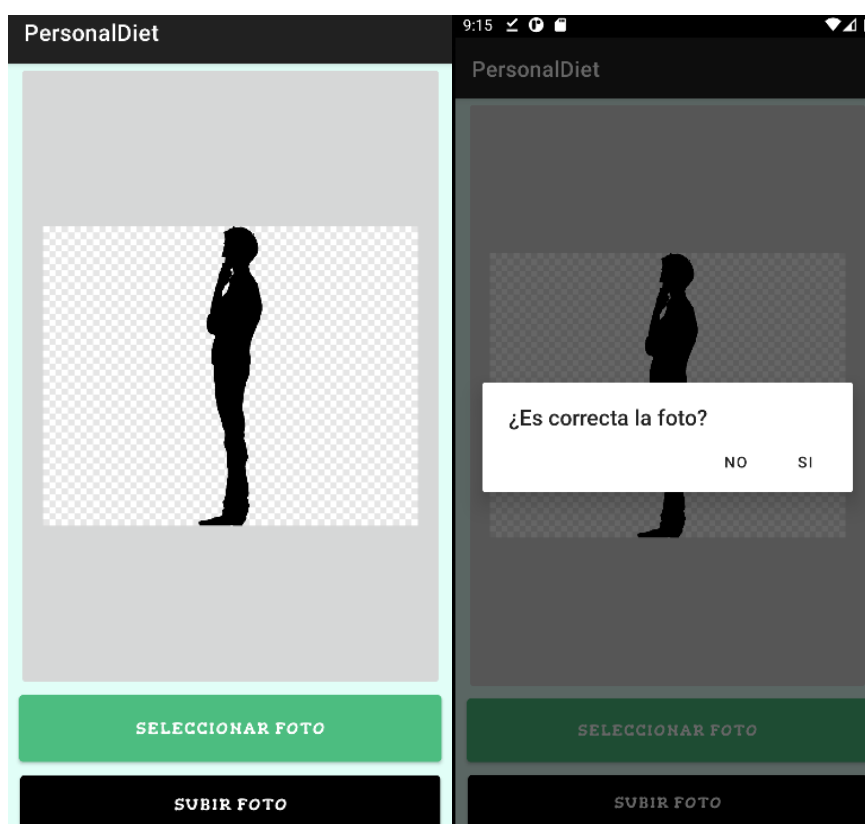 PersonalDiet
SELECCIONAR FOTO
SUBIR FOTO
9:15
PersonalDiet
¿Es correcta la foto?
NO SI
SELECCIONAR FOTO
SUBIR FOTO